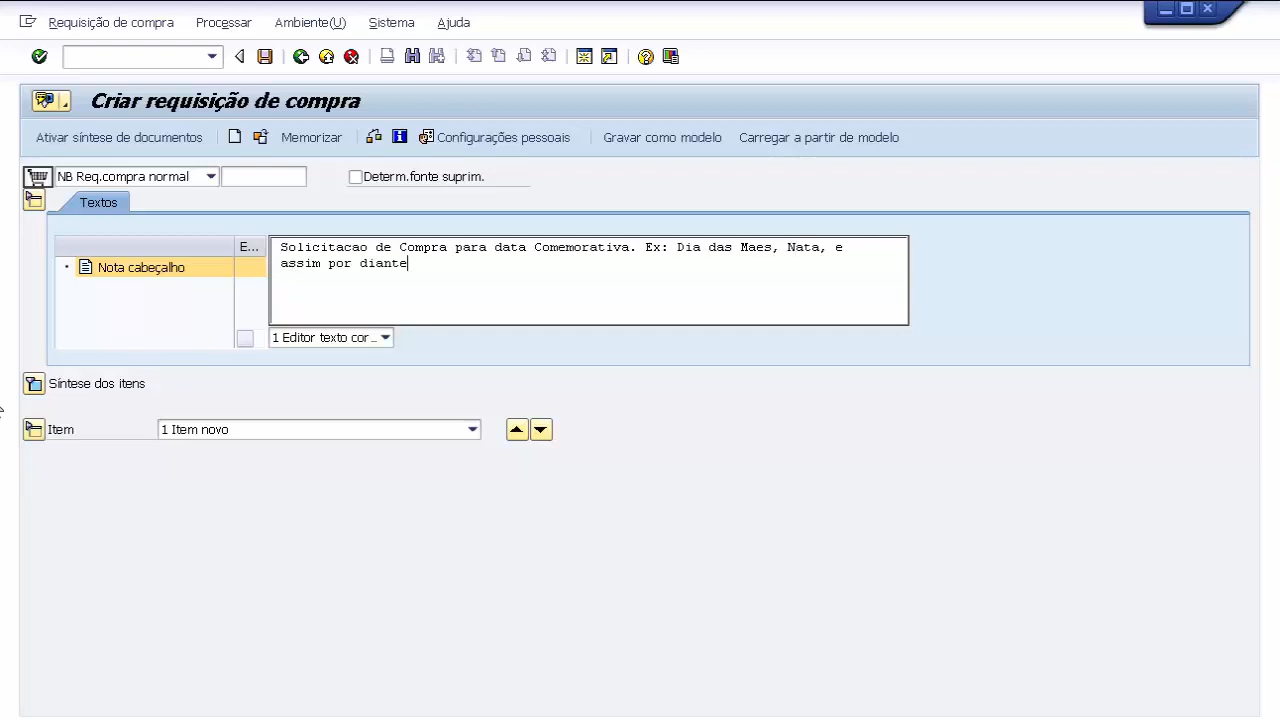 Requisição de compra Processar Ambiente(U) Sistema Ajuda
Criar requisição de compra
Ativar síntese de documentos Memorizar Configurações pessoais Gravar como modelo Carregar a partir de modelo
NB Req.compra normal Determ.fonte suprim.
Textos
E...
Nota cabeçalho
Solicitacao de Compra para data Comemorativa. Ex: Dia das Maes, Nata, e
assim por diante
1 Editor texto cor...
Síntese dos itens
Item 1 Item novo